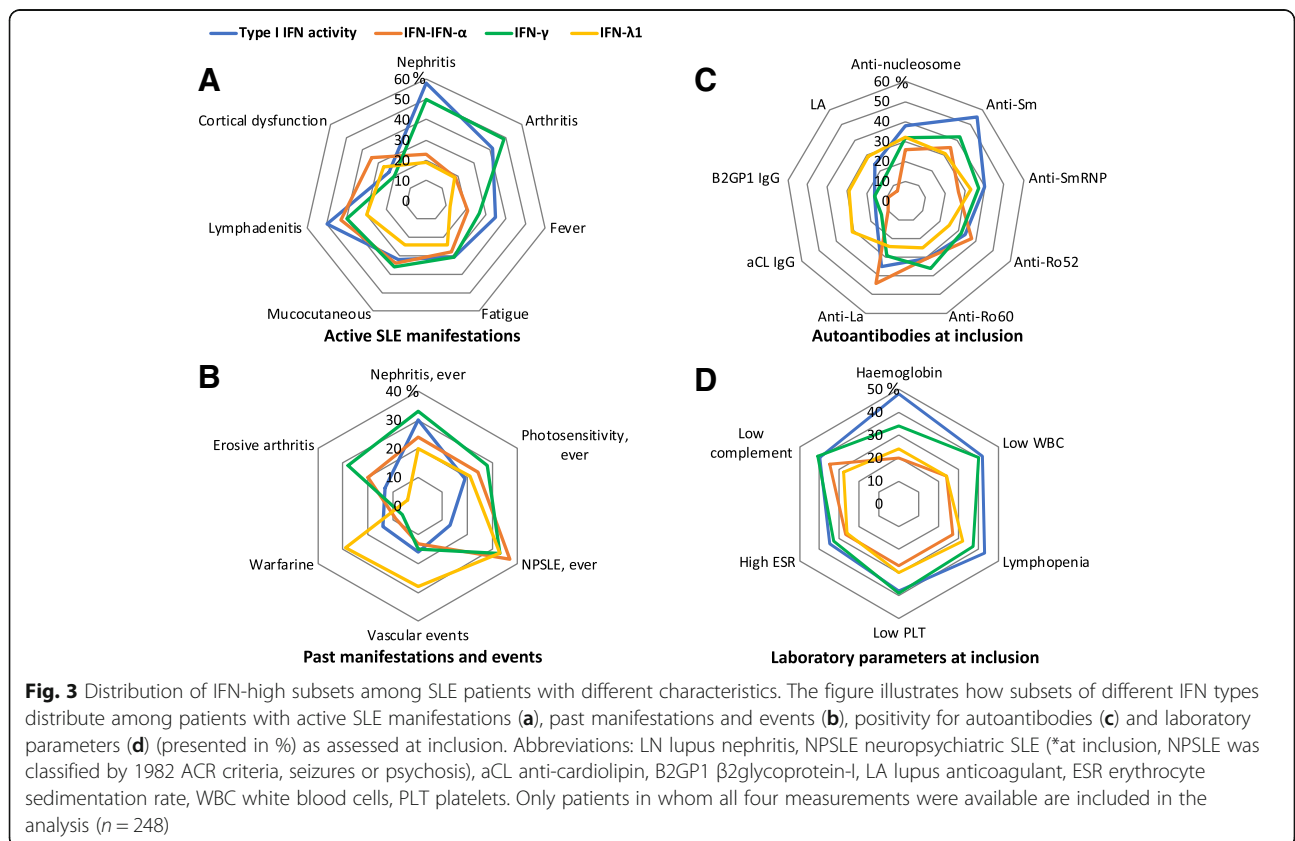 Type I IFN activity IFN-IFN-α IFN-γ IFN-λ1
A
Nephritis
60 %
50
40
30
20
10
0
Arthritis
Fever
Fatigue
Mucocutaneous
Lymphadenitis
Cortical dysfunction
Active SLE manifestations
C
Anti-nucleosome
60 %
50
40
30
20
10
0
Anti-Sm
Anti-SmRNP
Anti-Ro52
Anti-Ro60
Anti-La
aCL IgG
B2GP1 IgG
LA
Autoantibodies at inclusion
B
Nephritis, ever
40 %
30
20
10
0
Photosensitivity,
ever
NPSLE, ever
Vascular events
Warfarine
Erosive arthritis
Past manifestations and events
D
Haemoglobin
50 %
40
30
20
10
0
Low WBC
Lymphopenia
Low PLT
High ESR
Low
complement
Laboratory parameters at inclusion
Fig. 3 Distribution of IFN-high subsets among SLE patients with different characteristics. The figure illustrates how subsets of different IFN types
distribute among patients with active SLE manifestations (a), past manifestations and events (b), positivity for autoantibodies (c) and laboratory
parameters (d) (presented in %) as assessed at inclusion. Abbreviations: LN lupus nephritis, NPSLE neuropsychiatric SLE (*at inclusion, NPSLE was
classified by 1982 ACR criteria, seizures or psychosis), aCL anti-cardiolipin, B2GP1 β2glycoprotein-I, LA lupus anticoagulant, ESR erythrocyte
sedimentation rate, WBC white blood cells, PLT platelets. Only patients in whom all four measurements were available are included in the
analysis (n = 248)